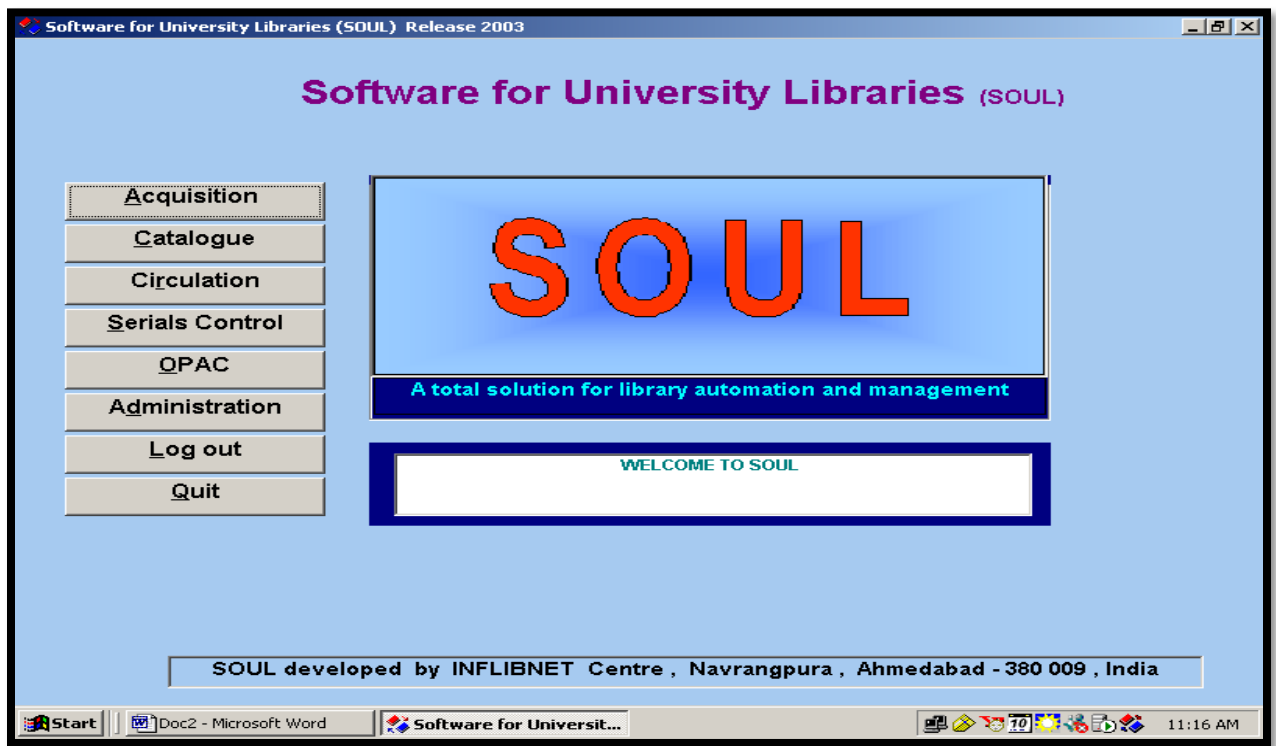 Software for University Libraries (SOUL) Release 2003
Software for University Libraries (SOUL)
Acquisition
Catalogue
Circulation
Serials Control
OPAC
Administration
Log out
Quit
SOUL
A total solution for library automation and management
WELCOME TO SOUL
SOUL developed by INFLIBNET Centre , Navrangpura , Ahmedabad - 380 009 , India
Start
Doc2 - Microsoft Word
Software for Universit...
10
11:16 AM